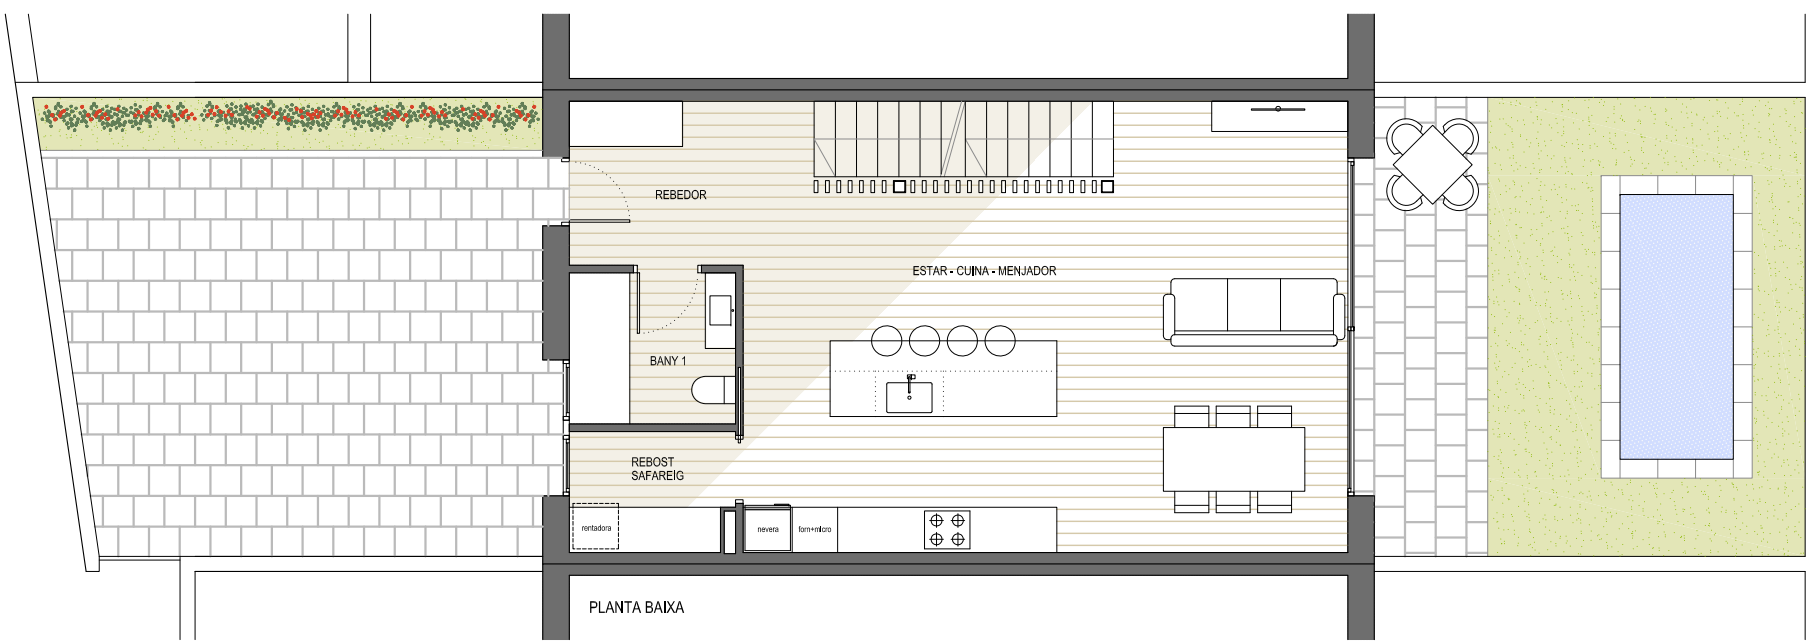 REBEDOR
ESTAR - CUINA - MENJADOR
BANY 1
REBOST
SAFAREIG
rentadora
nevera
forn+micro
PLANTA BAIXA